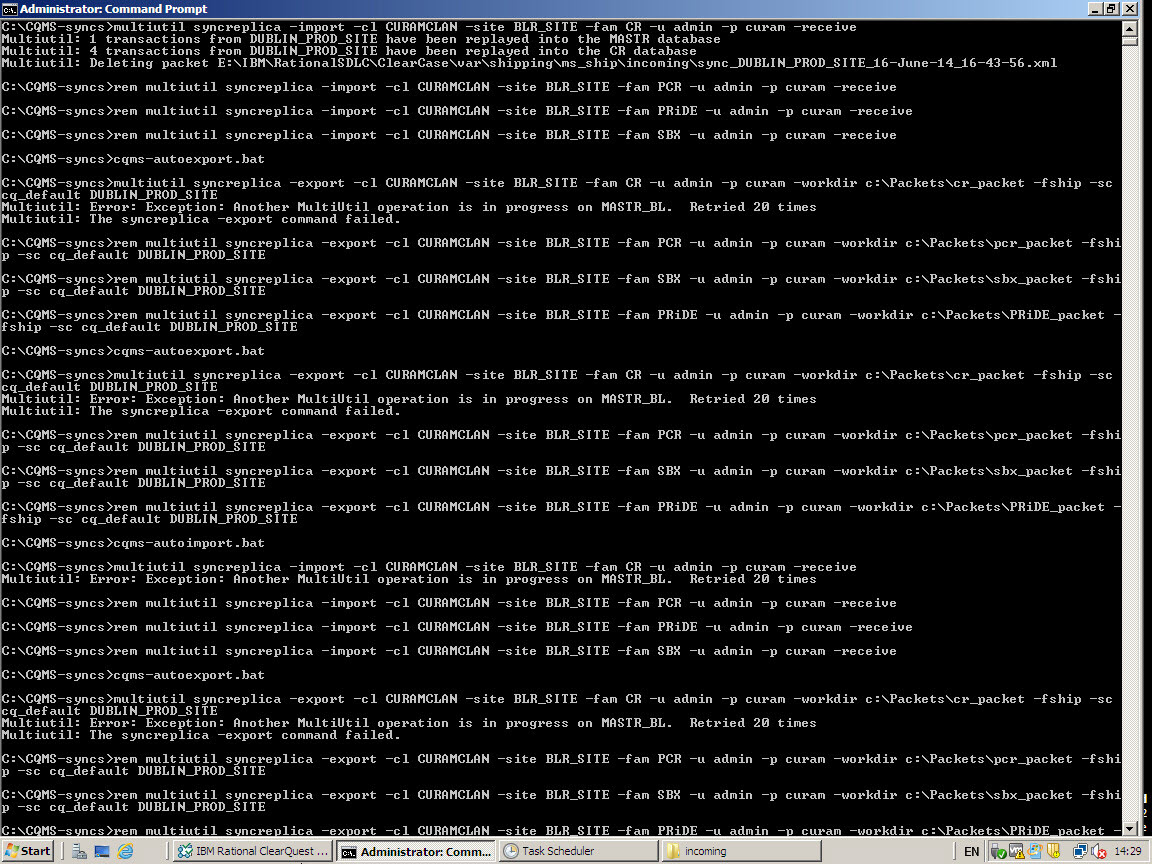 Administrator: Command Prompt
C:\CQMS-syncs>multiutil syncreplica -import -cl CURAMCLAN -site BLR_SITE -fam CR -u admin -p curam -receive
Multiutil: 1 transactions from DUBLIN_PROD_SITE have been replayed into the MASTR database
Multiutil: 4 transactions from DUBLIN_PROD_SITE have been replayed into the CR database
Multiutil: Deleting packet E:\IBM\RationalSDLC\ClearCase\var\shipping\ms_ship\incoming\sync_DUBLIN_PROD_SITE_16-June-14_16-43-56.xml
C:\CQMS-syncs>rem multiutil syncreplica -import -cl CURAMCLAN -site BLR_SITE -fam PCR -u admin -p curam -receive
C:\CQMS-syncs>rem multiutil syncreplica -import -cl CURAMCLAN -site BLR_SITE -fam PRiDE -u admin -p curam -receive
C:\CQMS-syncs>rem multiutil syncreplica -import -cl CURAMCLAN -site BLR_SITE -fam SBX -u admin -p curam -receive
C:\CQMS-syncs>cqms-autoexport.bat
C:\CQMS-syncs>multiutil syncreplica -export -cl CURAMCLAN -site BLR_SITE -fam CR -u admin -p curam -workdir c:\Packets\cr_packet -fship -sc
cq_default DUBLIN_PROD_SITE
Multiutil: Error: Exception: Another MultiUtil operation is in progress on MASTR_BL.  Retried 20 times
Multiutil: The syncreplica -export command failed.
C:\CQMS-syncs>rem multiutil syncreplica -export -cl CURAMCLAN -site BLR_SITE -fam PCR -u admin -p curam -workdir c:\Packets\pcr_packet -fshi
p -sc cq_default DUBLIN_PROD_SITE
C:\CQMS-syncs>rem multiutil syncreplica -export -cl CURAMCLAN -site BLR_SITE -fam SBX -u admin -p curam -workdir c:\Packets\sbx_packet -fshi
p -sc cq_default DUBLIN_PROD_SITE
C:\CQMS-syncs>rem multiutil syncreplica -export -cl CURAMCLAN -site BLR_SITE -fam PRiDE -u admin -p curam -workdir c:\Packets\PRiDE_packet -
fship -sc cq_default DUBLIN_PROD_SITE
C:\CQMS-syncs>cqms-autoexport.bat
C:\CQMS-syncs>multiutil syncreplica -export -cl CURAMCLAN -site BLR_SITE -fam CR -u admin -p curam -workdir c:\Packets\cr_packet -fship -sc
cq_default DUBLIN_PROD_SITE
Multiutil: Error: Exception: Another MultiUtil operation is in progress on MASTR_BL.  Retried 20 times
Multiutil: The syncreplica -export command failed.
C:\CQMS-syncs>rem multiutil syncreplica -export -cl CURAMCLAN -site BLR_SITE -fam PCR -u admin -p curam -workdir c:\Packets\pcr_packet -fshi
p -sc cq_default DUBLIN_PROD_SITE
C:\CQMS-syncs>rem multiutil syncreplica -export -cl CURAMCLAN -site BLR_SITE -fam SBX -u admin -p curam -workdir c:\Packets\sbx_packet -fshi
p -sc cq_default DUBLIN_PROD_SITE
C:\CQMS-syncs>rem multiutil syncreplica -export -cl CURAMCLAN -site BLR_SITE -fam PRiDE -u admin -p curam -workdir c:\Packets\PRiDE_packet -
fship -sc cq_default DUBLIN_PROD_SITE
C:\CQMS-syncs>cqms-autoimport.bat
C:\CQMS-syncs>multiutil syncreplica -import -cl CURAMCLAN -site BLR_SITE -fam CR -u admin -p curam -receive
Multiutil: Error: Exception: Another MultiUtil operation is in progress on MASTR_BL.  Retried 20 times
C:\CQMS-syncs>rem multiutil syncreplica -import -cl CURAMCLAN -site BLR_SITE -fam PCR -u admin -p curam -receive
C:\CQMS-syncs>rem multiutil syncreplica -import -cl CURAMCLAN -site BLR_SITE -fam PRiDE -u admin -p curam -receive
C:\CQMS-syncs>rem multiutil syncreplica -import -cl CURAMCLAN -site BLR_SITE -fam SBX -u admin -p curam -receive
C:\CQMS-syncs>cqms-autoexport.bat
C:\CQMS-syncs>multiutil syncreplica -export -cl CURAMCLAN -site BLR_SITE -fam CR -u admin -p curam -workdir c:\Packets\cr_packet -fship -sc
cq_default DUBLIN_PROD_SITE
Multiutil: Error: Exception: Another MultiUtil operation is in progress on MASTR_BL.  Retried 20 times
Multiutil: The syncreplica -export command failed.
C:\CQMS-syncs>rem multiutil syncreplica -export -cl CURAMCLAN -site BLR_SITE -fam PCR -u admin -p curam -workdir c:\Packets\pcr_packet -fshi
p -sc cq_default DUBLIN_PROD_SITE
C:\CQMS-syncs>rem multiutil syncreplica -export -cl CURAMCLAN -site BLR_SITE -fam SBX -u admin -p curam -workdir c:\Packets\sbx_packet -fshi
p -sc cq_default DUBLIN_PROD_SITE
C:\CQMS-syncs>rem multiutil syncreplica -export -cl CURAMCLAN -site BLR_SITE -fam PRiDE -u admin -p curam -workdir c:\Packets\PRiDE_packet -
Start IBM Rational ClearQuest ... Administrator: Comm... Task Scheduler incoming EN 14:29